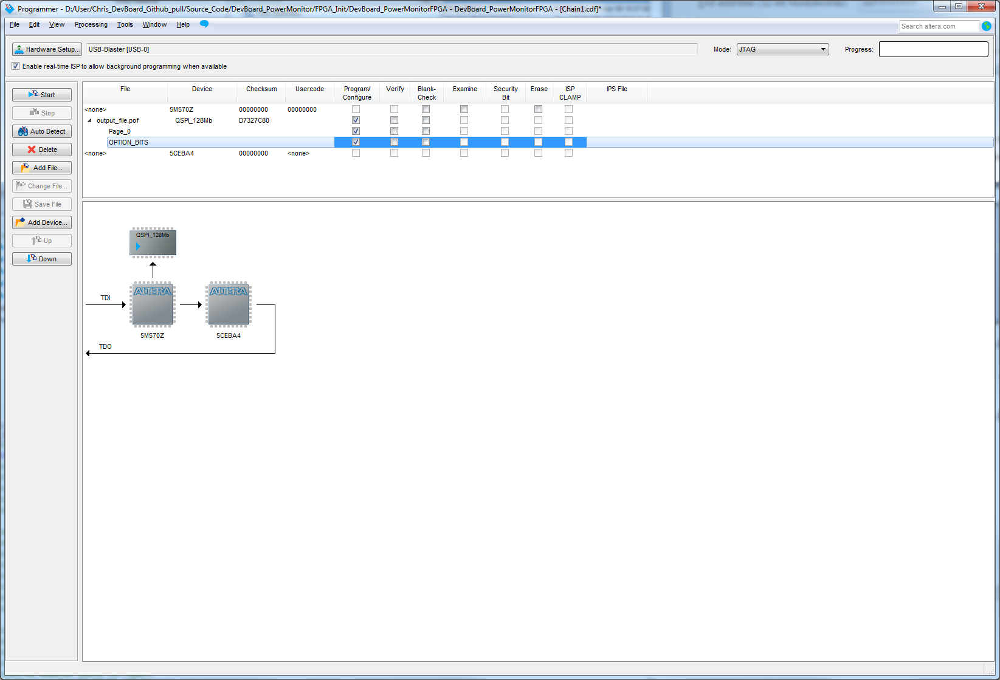 Programmer - D:/User/Chris_DevBoard_Github_pull/Source_Code/DevBoard_PowerMonitor/FPGA_Init/DevBoard_PowerMonitorFPGA - DevBoard_PowerMonitorFPGA - [Chain1.cdf]*
File Edit View Processing Tools Window Help
Search altera.com
Hardware Setup... USB-Blaster [USB-0] Mode: JTAG Progress:
Enable real-time ISP to allow background programming when available
Start
Stop
Auto Detect
Delete
Add File...
Change File...
Save File
Add Device...
Up
Down
File Device Checksum Usercode Program/ Configure Verify Blank- Check Examine Security Bit Erase ISP CLAMP IPS File
<none> 5M570Z 00000000 00000000
output_file.pof QSPI_128Mb D7327C80
Page_0
OPTION_BITS
<none> 5CEBA4 00000000 <none>
QSPI_128Mb
TDI
ALTERA ALTERA
5M570Z 5CEBA4
TDO